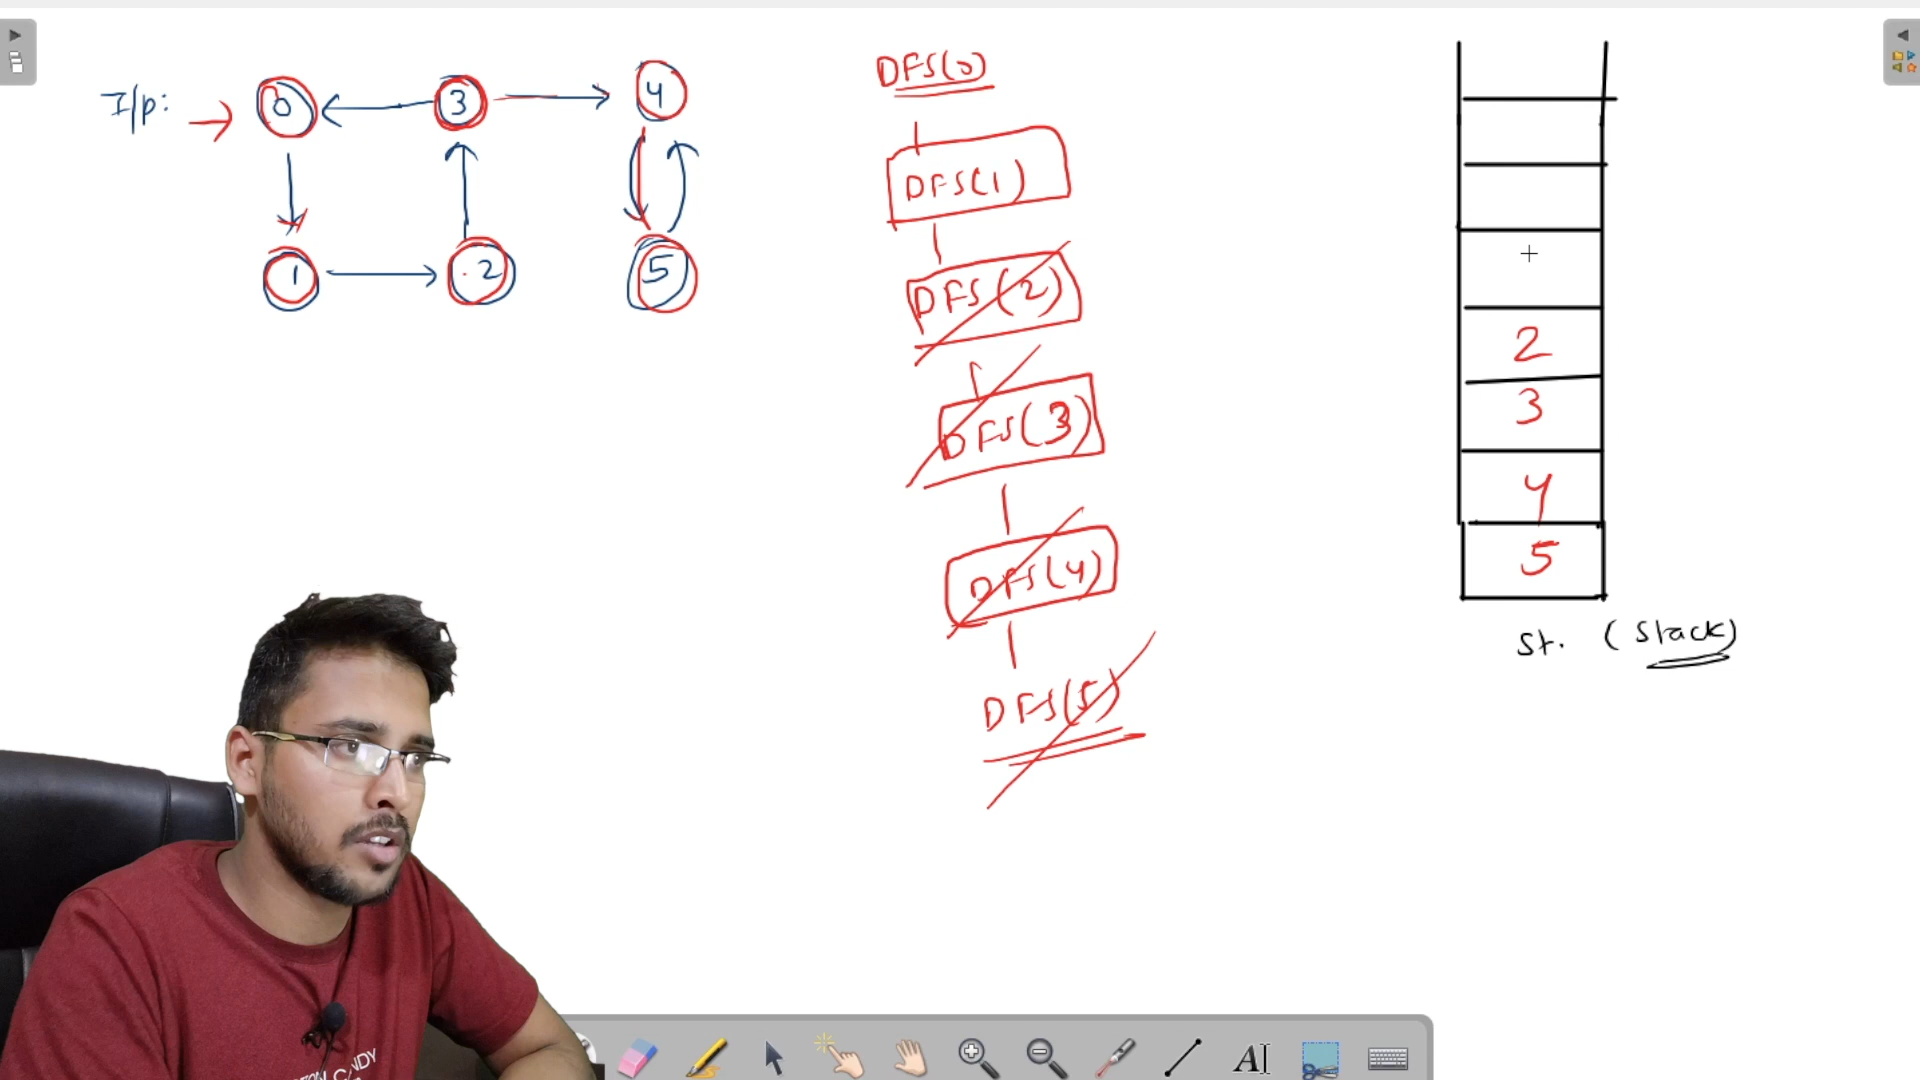 I/p:
0
3
4
1
2
5
DFS(0)
DFS(1)
DFS(2)
DFS(3)
DFS(4)
DFS(5)
2
3
4
5
St. (Stack)
AI